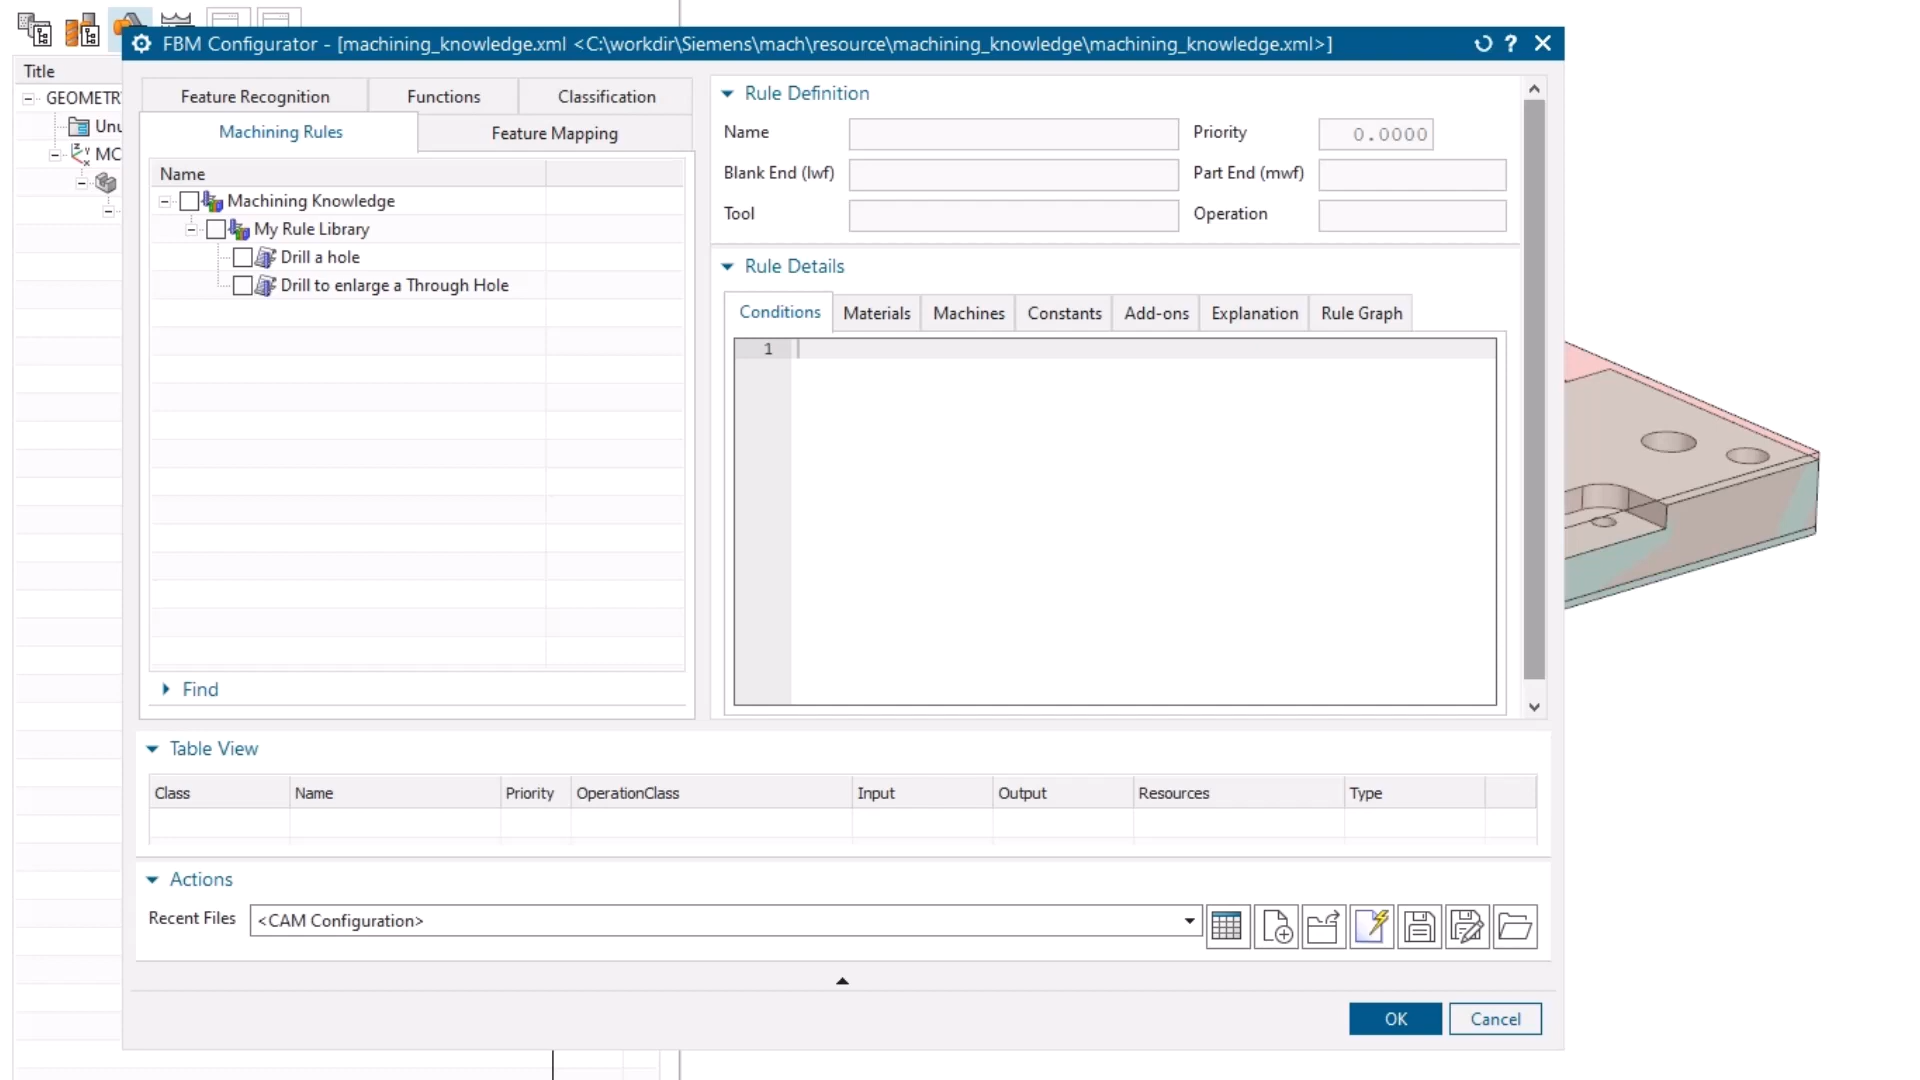 FBM Configurator - [machining_knowledge.xml <C:\workdir\Siemens\mach\resource\machining_knowledge\machining_knowledge.xml>]
Title
GEOMETR
Unu
MC
Feature Recognition
Functions
Classification
Machining Rules
Feature Mapping
Name
Machining Knowledge
My Rule Library
Drill a hole
Drill to enlarge a Through Hole
Find
Rule Definition
Name
Priority 0.0000
Blank End (lwf)
Part End (mwf)
Tool
Operation
Rule Details
Conditions Materials Machines Constants Add-ons Explanation Rule Graph
1
Table View
Class Name Priority OperationClass Input Output Resources Type
Actions
Recent Files <CAM Configuration>
OK Cancel